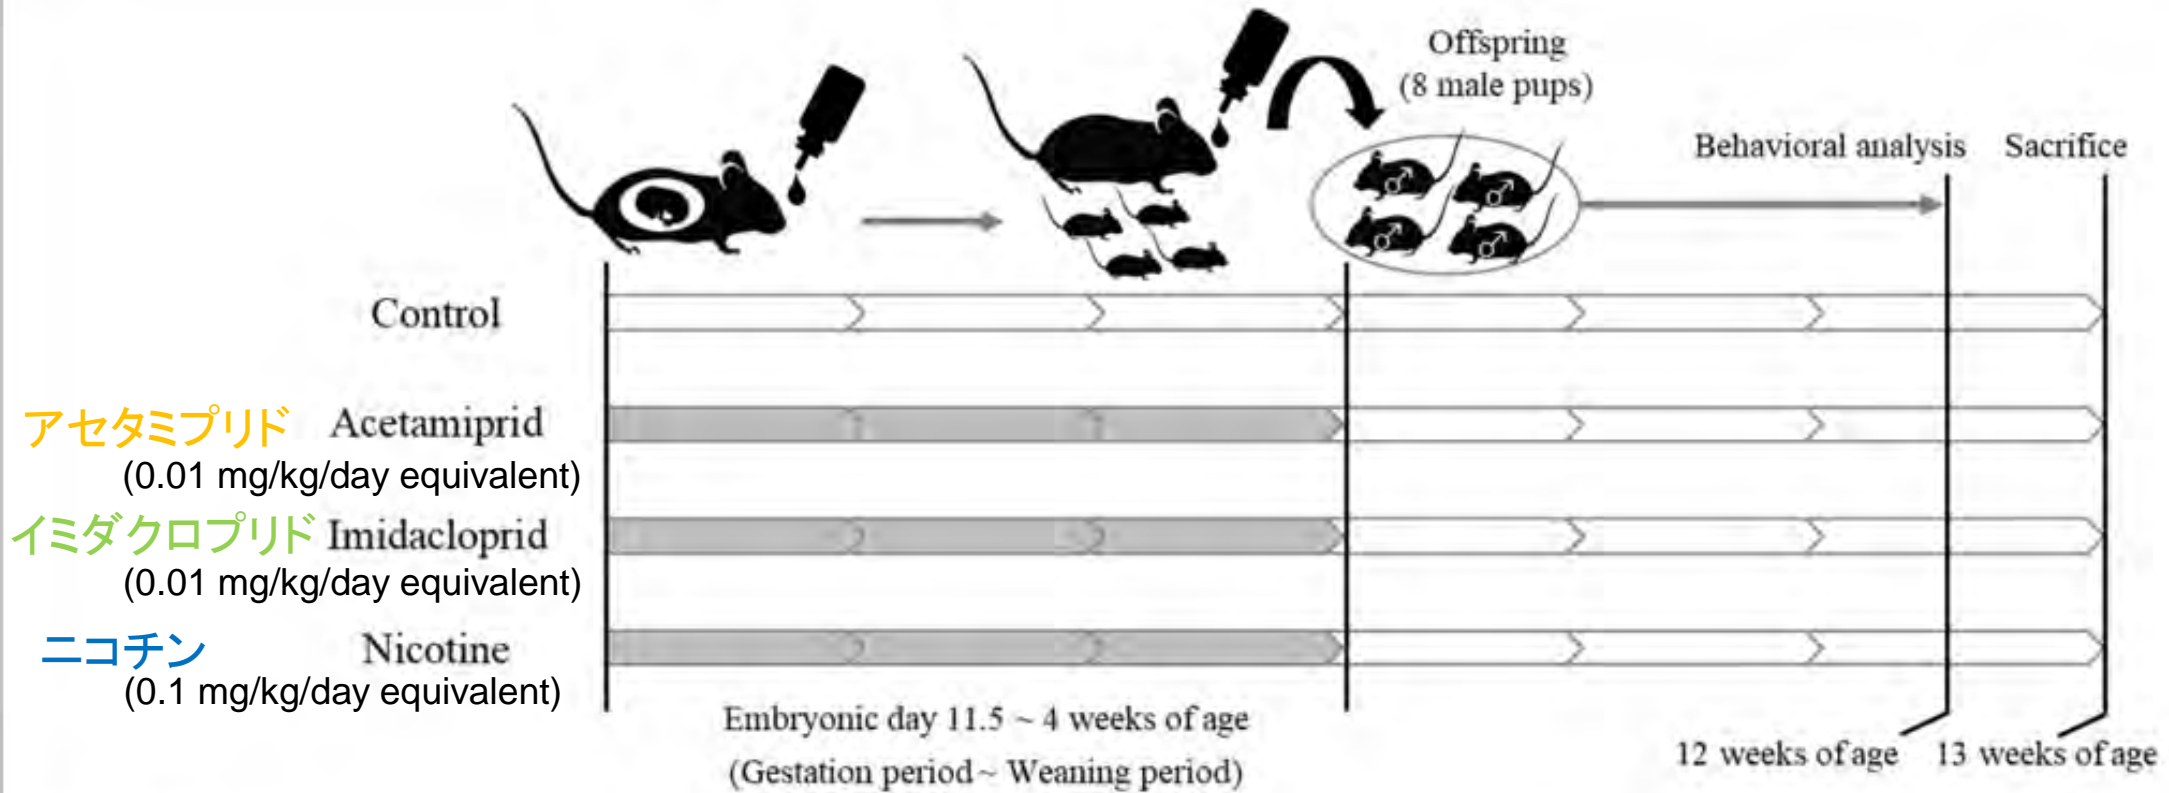 Offspring
(8 male pups)
Behavioral analysis
Sacrifice
Control
アセタミプリド Acetamiprid
(0.01 mg/kg/day equivalent)
イミダクロプリド Imidacloprid
(0.01 mg/kg/day equivalent)
ニコチン Nicotine
(0.1 mg/kg/day equivalent)
Embryonic day 11.5 ~ 4 weeks of age
(Gestation period ~ Weaning period)
12 weeks of age
13 weeks of age